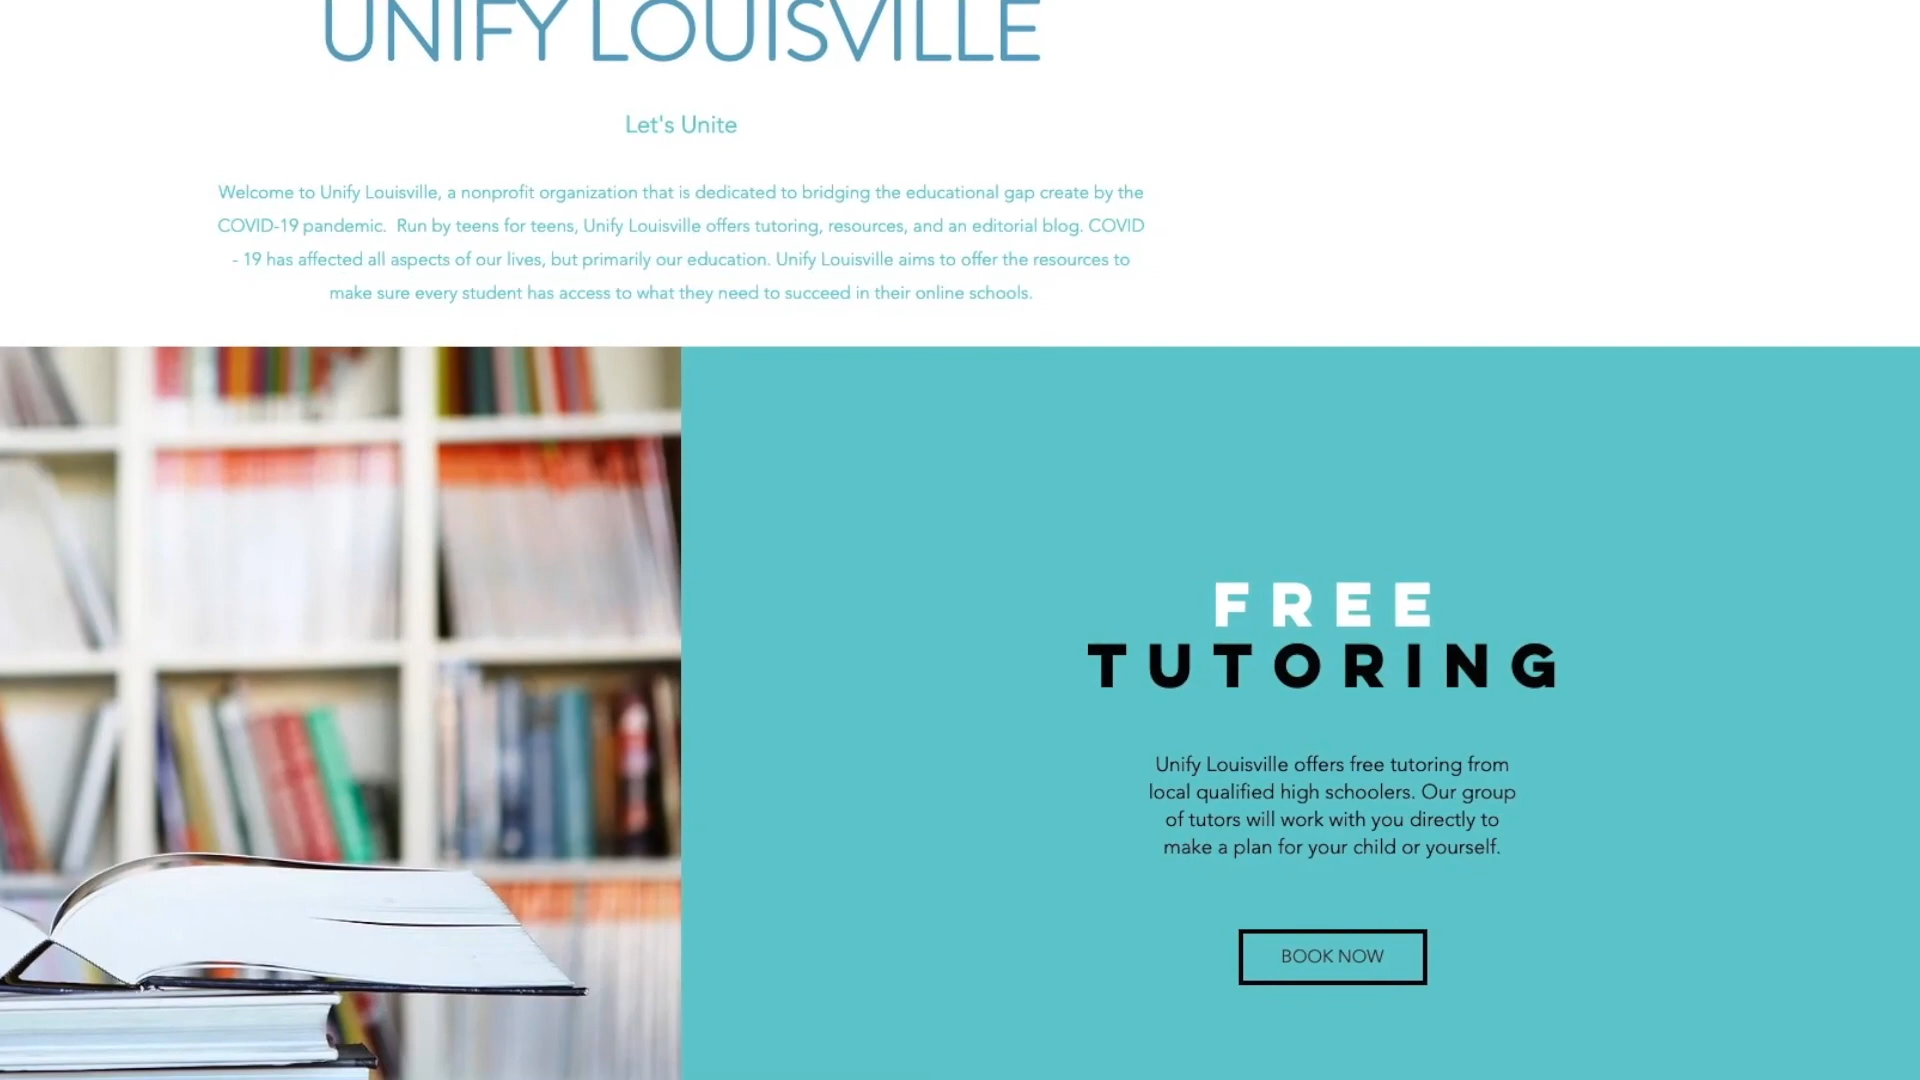 UNIFY LOUISVILLE
Let's Unite
Welcome to Unify Louisville, a nonprofit organization that is dedicated to bridging the educational gap create by the
COVID-19 pandemic.  Run by teens for teens, Unify Louisville offers tutoring, resources, and an editorial blog. COVID
- 19 has affected all aspects of our lives, but primarily our education. Unify Louisville aims to offer the resources to
make sure every student has access to what they need to succeed in their online schools.
FREE
TUTORING
Unify Louisville offers free tutoring from
local qualified high schoolers. Our group
of tutors will work with you directly to
make a plan for your child or yourself.
BOOK NOW